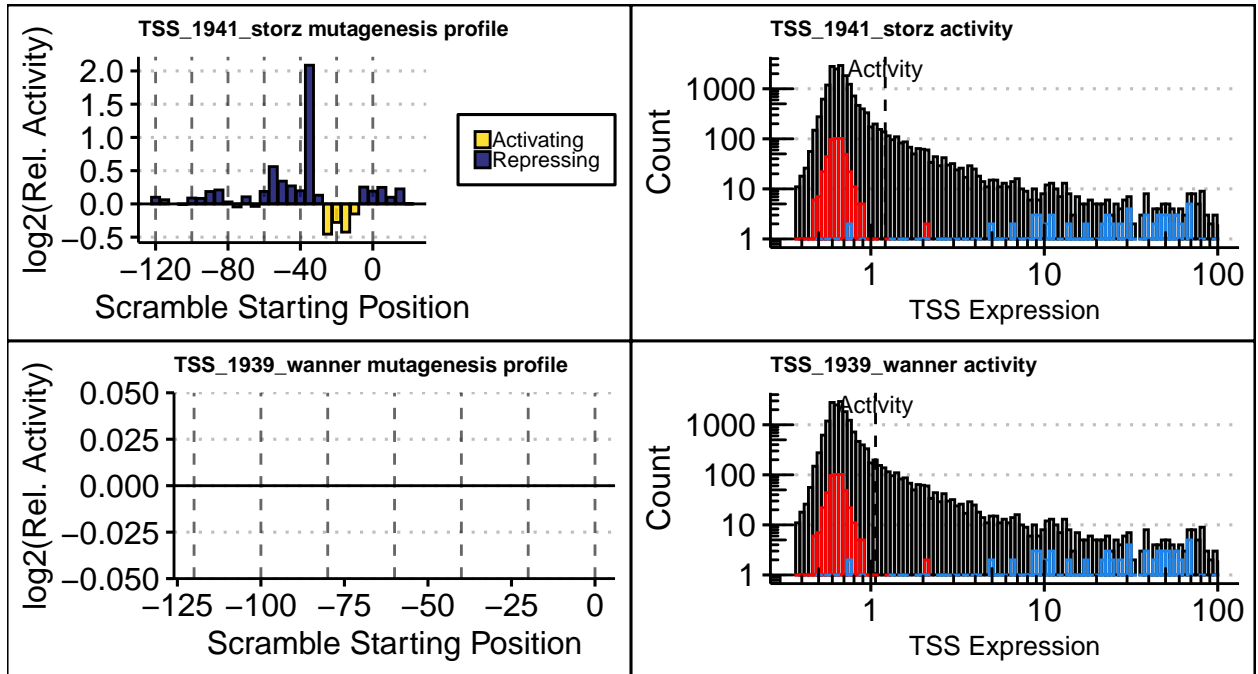 TSS_1941_storz mutagenesis profile
log2(Rel. Activity)
2.0
1.5
1.0
0.5
0.0
−0.5
−120
−80
−40
0
Scramble Starting Position
Activating
Repressing
TSS_1941_storz activity
Activity
Count
1000
100
10
1
1
10
100
TSS Expression
TSS_1939_wanner mutagenesis profile
log2(Rel. Activity)
0.050
0.025
0.000
−0.025
−0.050
−125
−100
−75
−50
−25
0
Scramble Starting Position
TSS_1939_wanner activity
Activity
Count
1000
100
10
1
1
10
100
TSS Expression